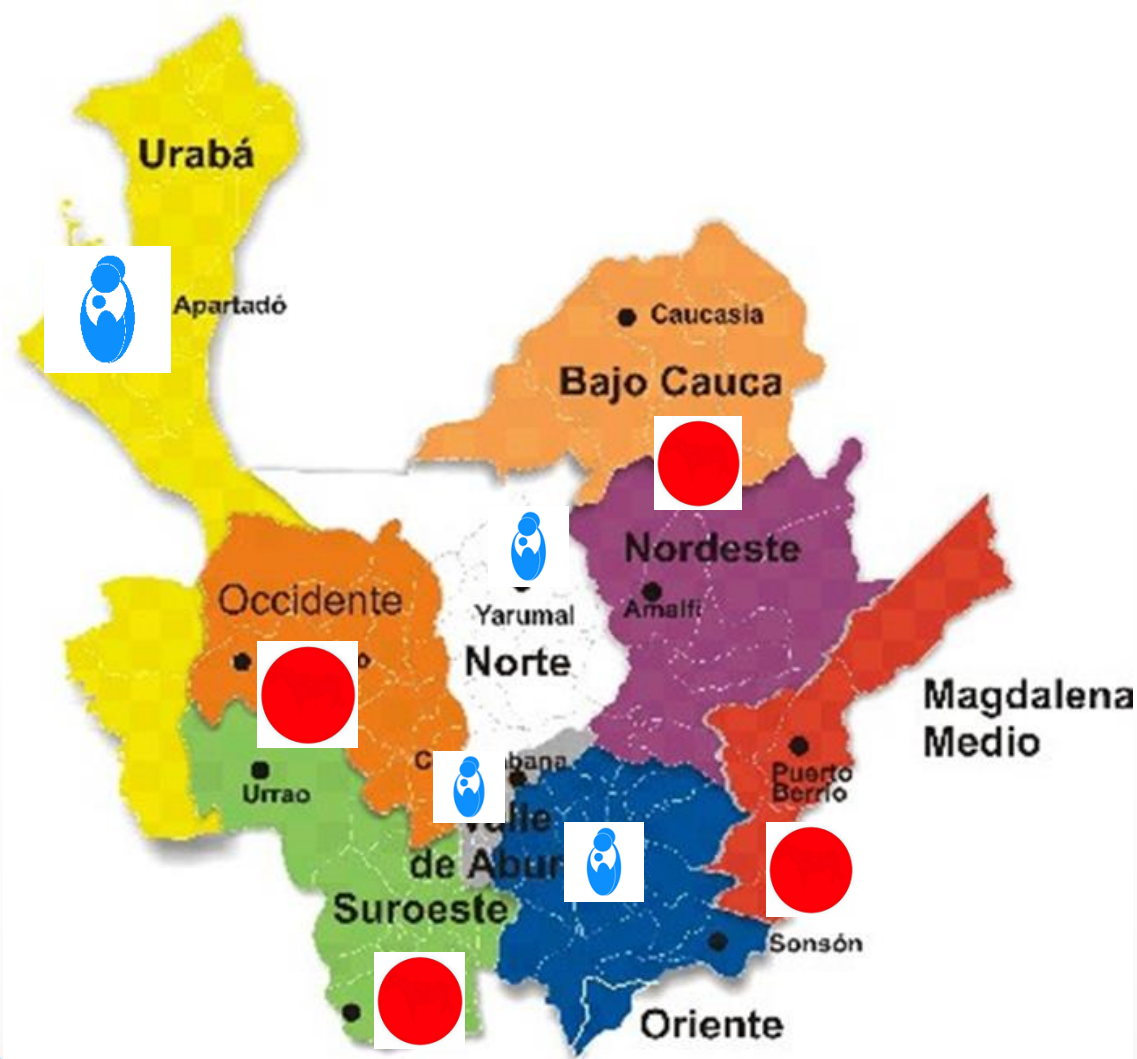 Urabá
Apartadó
Caucasia
Bajo Cauca
Nordeste
Amalfi
Occidente
Yarumal
Norte
Magdalena
Medio
Puerto
Berrío
Urrao
Valle
de Abur
Suroeste
Sonsón
Oriente